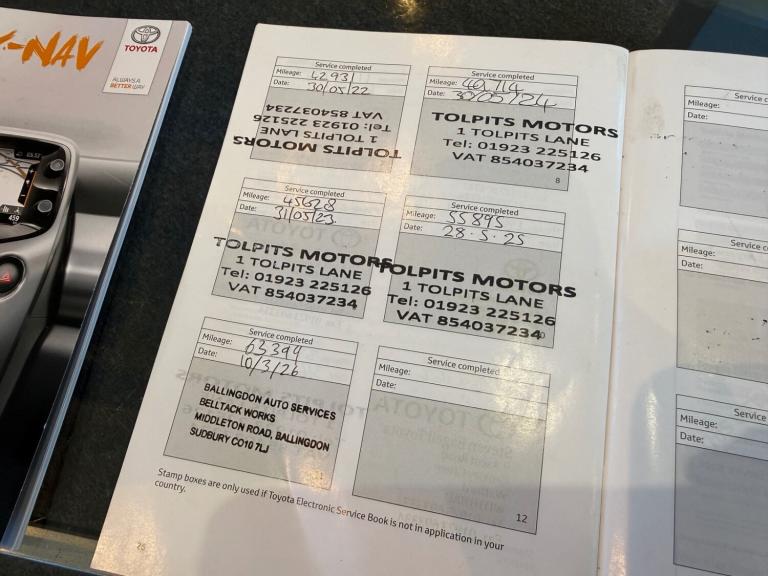 X-NAV
TOYOTA
ALWAYS A
BETTER WAY
459
Service completed
Mileage: 42931
Date: 30/05/22
TOLPITS MOTORS
1 TOLPITS LANE
Tel: 01923 225126
VAT 854037234
Service completed
Mileage:
Date: 30/05/24
TOLPITS MOTORS
1 TOLPITS LANE
Tel: 01923 225126
VAT 854037234
8
Service completed
Mileage: 45628
Date: 31/05/23.
TOLPITS MOTORS
1 TOLPITS LANE
Tel: 01923 225126
VAT 854037234
Service completed
Mileage: 55895
Date: 28.5.25
TOLPITS MOTORS
1 TOLPITS LANE
Tel: 01923 225126
VAT 854037234
Service completed
Mileage: 63394
Date: 10/3/26
BALLINGDON AUTO SERVICES
BELLTACK WORKS
MIDDLETON ROAD, BALLINGDON
SUDBURY CO10 7LJ
Service completed
Mileage:
Date:
12
Stamp boxes are only used if Toyota Electronic Service Book is not in application in your
country.
Service c
Mileage:
Date:
Service co
Mileage:
Date:
Service
Mileage:
Date: